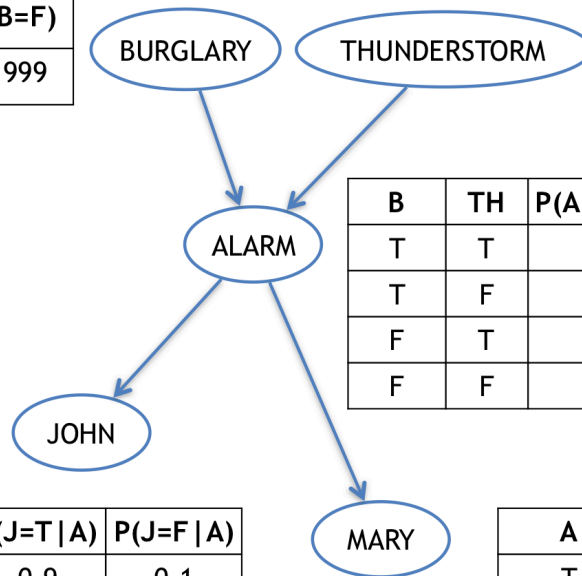 B=F)
999
BURGLARY
THUNDERSTORM
B TH P(A
T T
T F
F T
F F
ALARM
JOHN
(J=T|A) P(J=F|A)
0.9 0.1
MARY
A
T